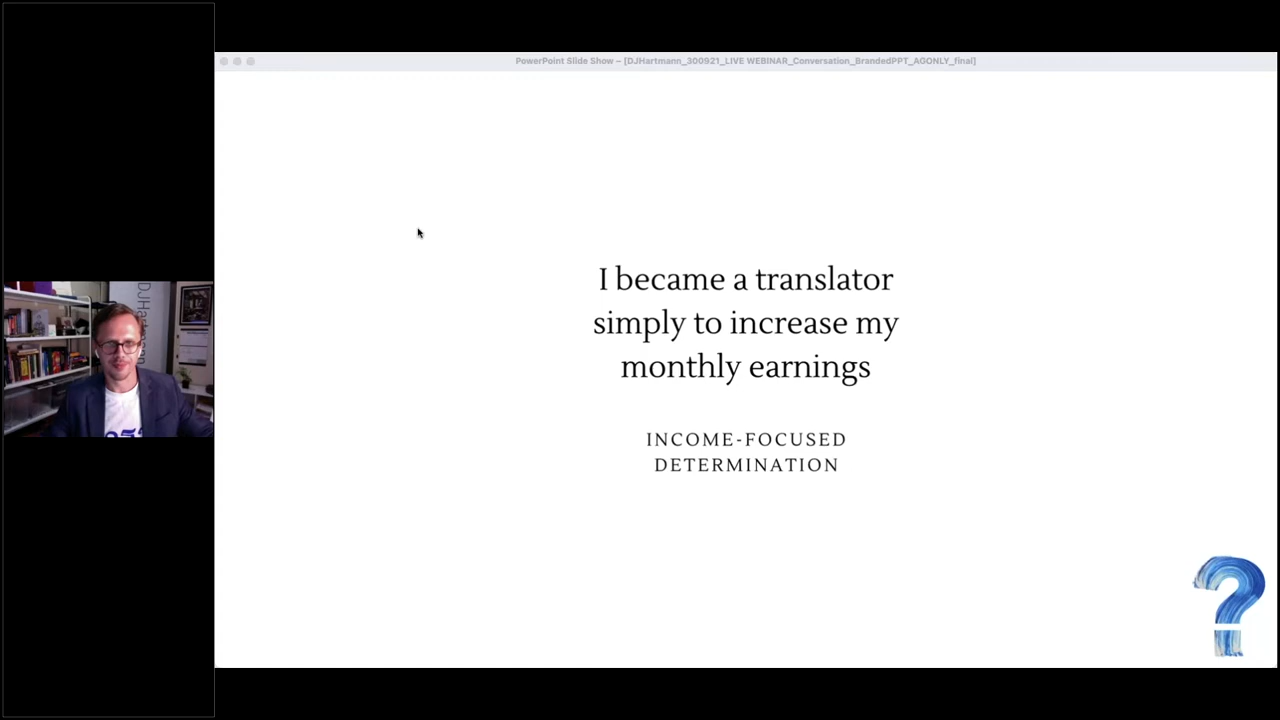 PowerPoint Slide Show – [DJHartmann_300921_LIVE WEBINAR_Conversation_BrandedPPT_AGONLY_final]
I became a translator
simply to increase my
monthly earnings
INCOME-FOCUSED
DETERMINATION
?